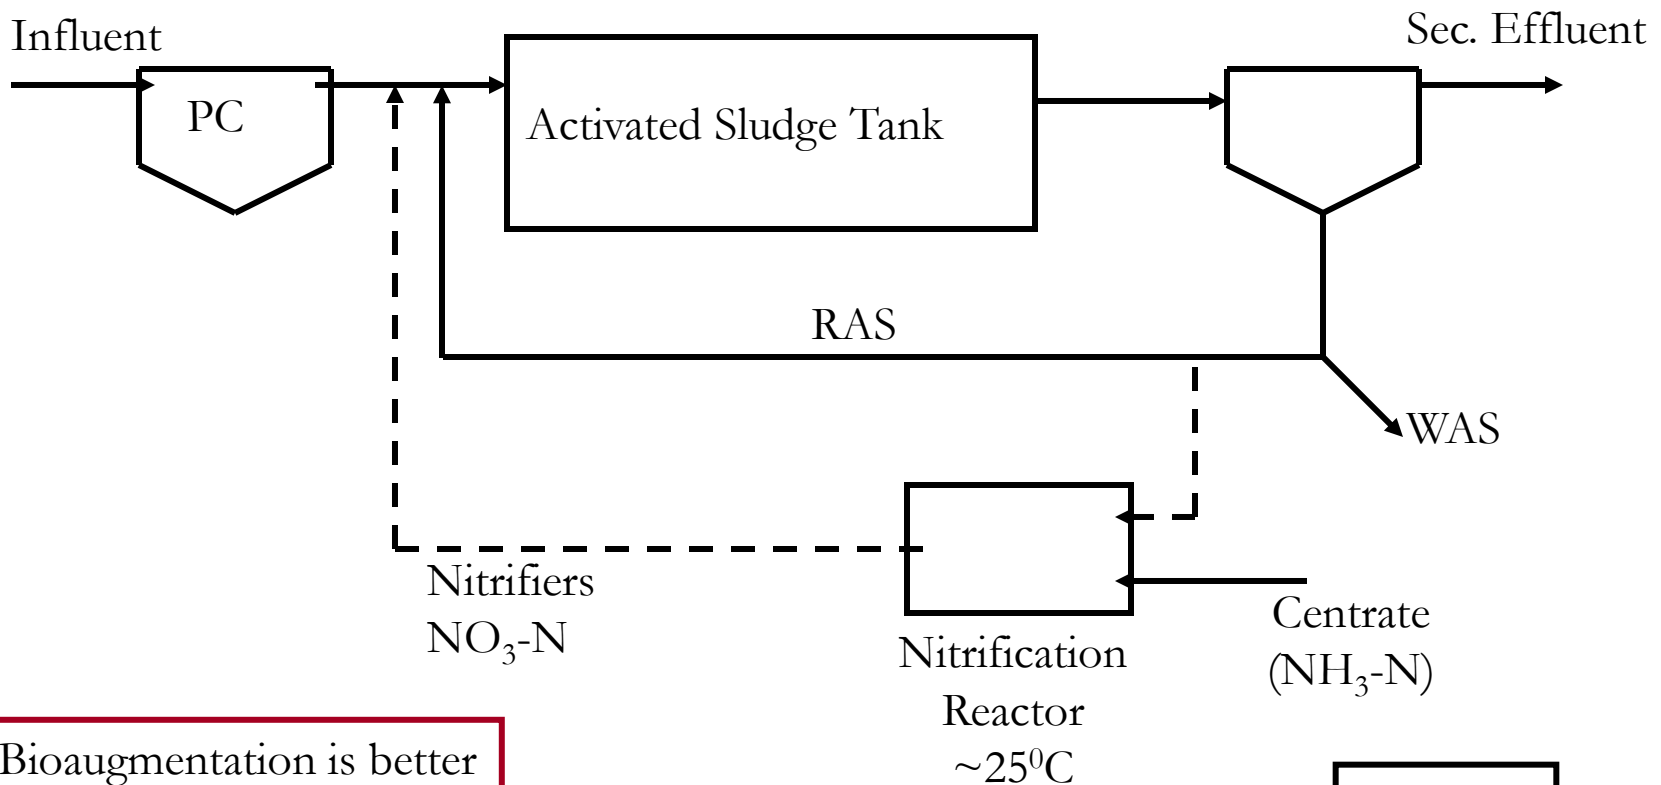 Influent
Sec. Effluent
PC
Activated Sludge Tank
RAS
WAS
Nitrifiers
NO₃-N
Nitrification
Reactor
~25⁰C
Centrate
(NH₃-N)
Bioaugmentation is better